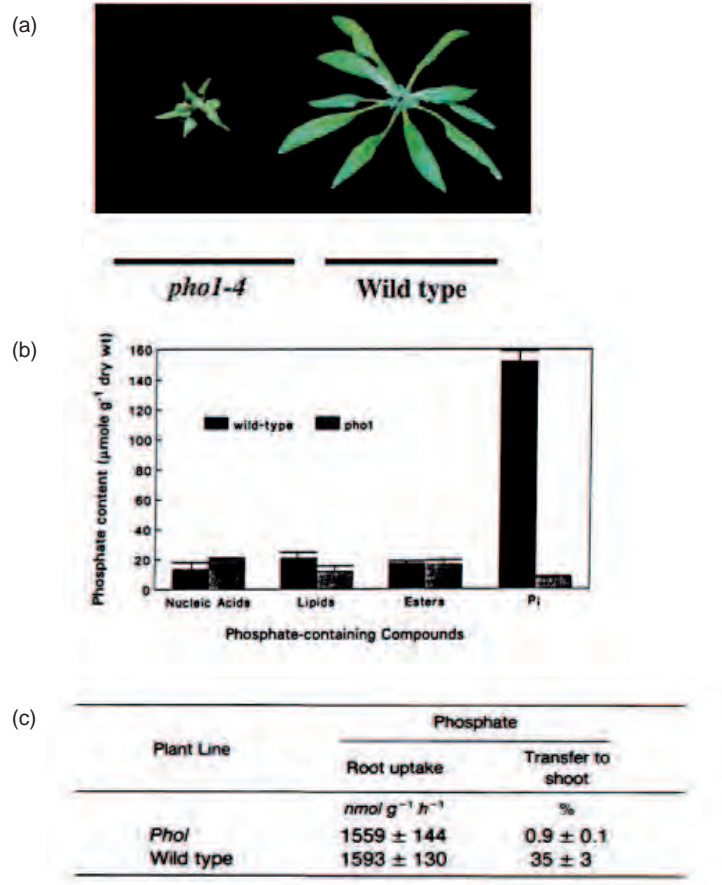 (a)
pho1-4 Wild type
(b)
160
140
120
100
80
60
40
20
0
Phosphate content (µmole g⁻¹ dry wt)
wild-type pho1
Nucleic Acids Lipids Esters Pi
Phosphate-containing Compounds
(c)
Plant Line
Phosphate
Root uptake
Transfer to
shoot
nmol g⁻¹ h⁻¹ %
Phol 1559 ± 144 0.9 ± 0.1
Wild type 1593 ± 130 35 ± 3